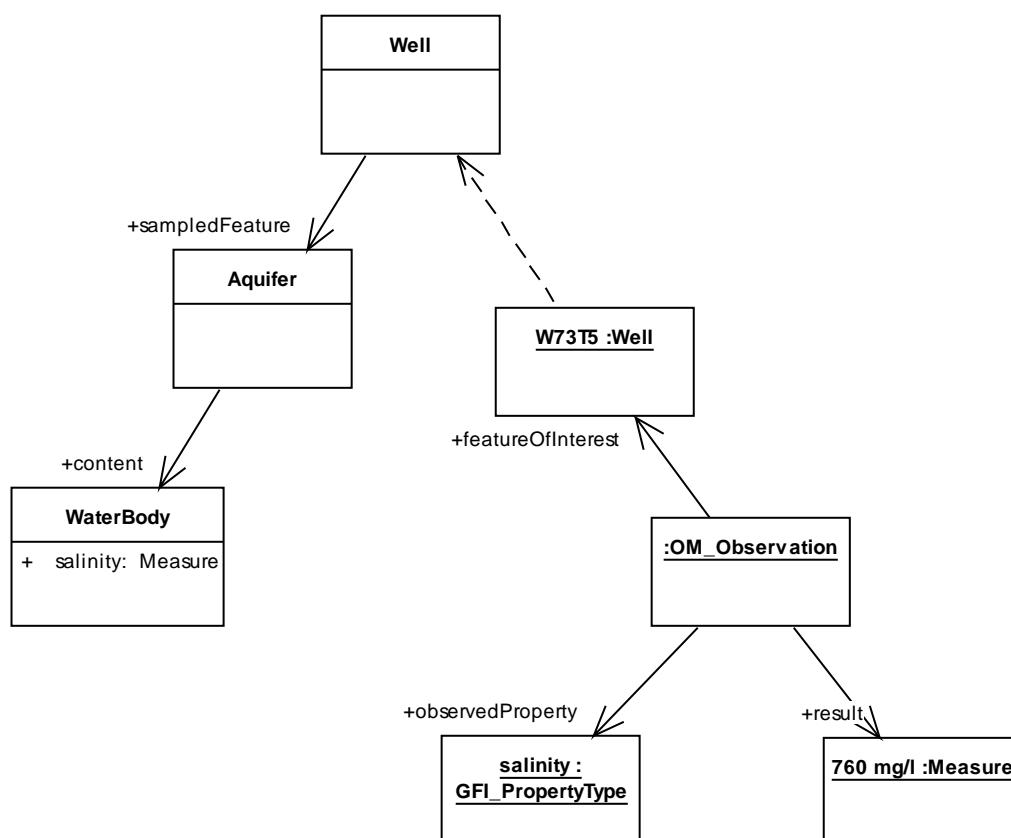 Well
+sampledFeature
Aquifer
W73T5 :Well
+featureOfInterest
+content
WaterBody
+ salinity: Measure
:OM_Observation
+observedProperty
+result
salinity :
GFI_PropertyType
760 mg/l :Measure